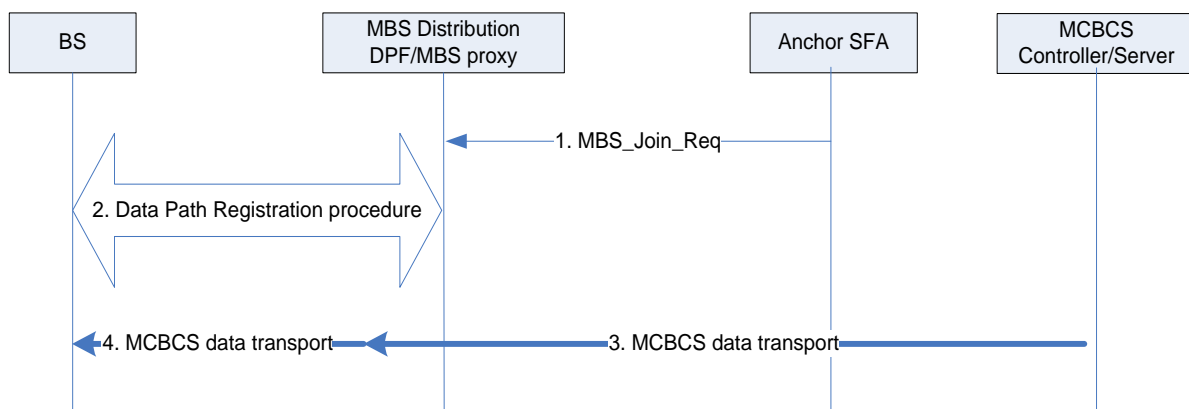 BS
MBS Distribution
DPF/MBS proxy
Anchor SFA
MCBCS
Controller/Server
1. MBS_Join_Req
2. Data Path Registration procedure
4. MCBCS data transport
3. MCBCS data transport